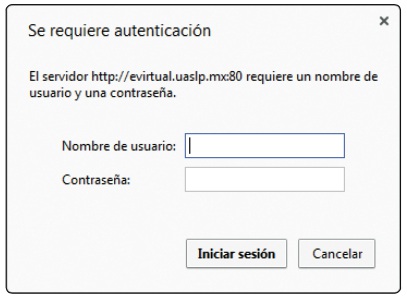 Se requiere autenticación
El servidor http://evirtual.uaslp.mx:80 requiere un nombre de
usuario y una contraseña.
Nombre de usuario:
Contraseña:
Iniciar sesión Cancelar